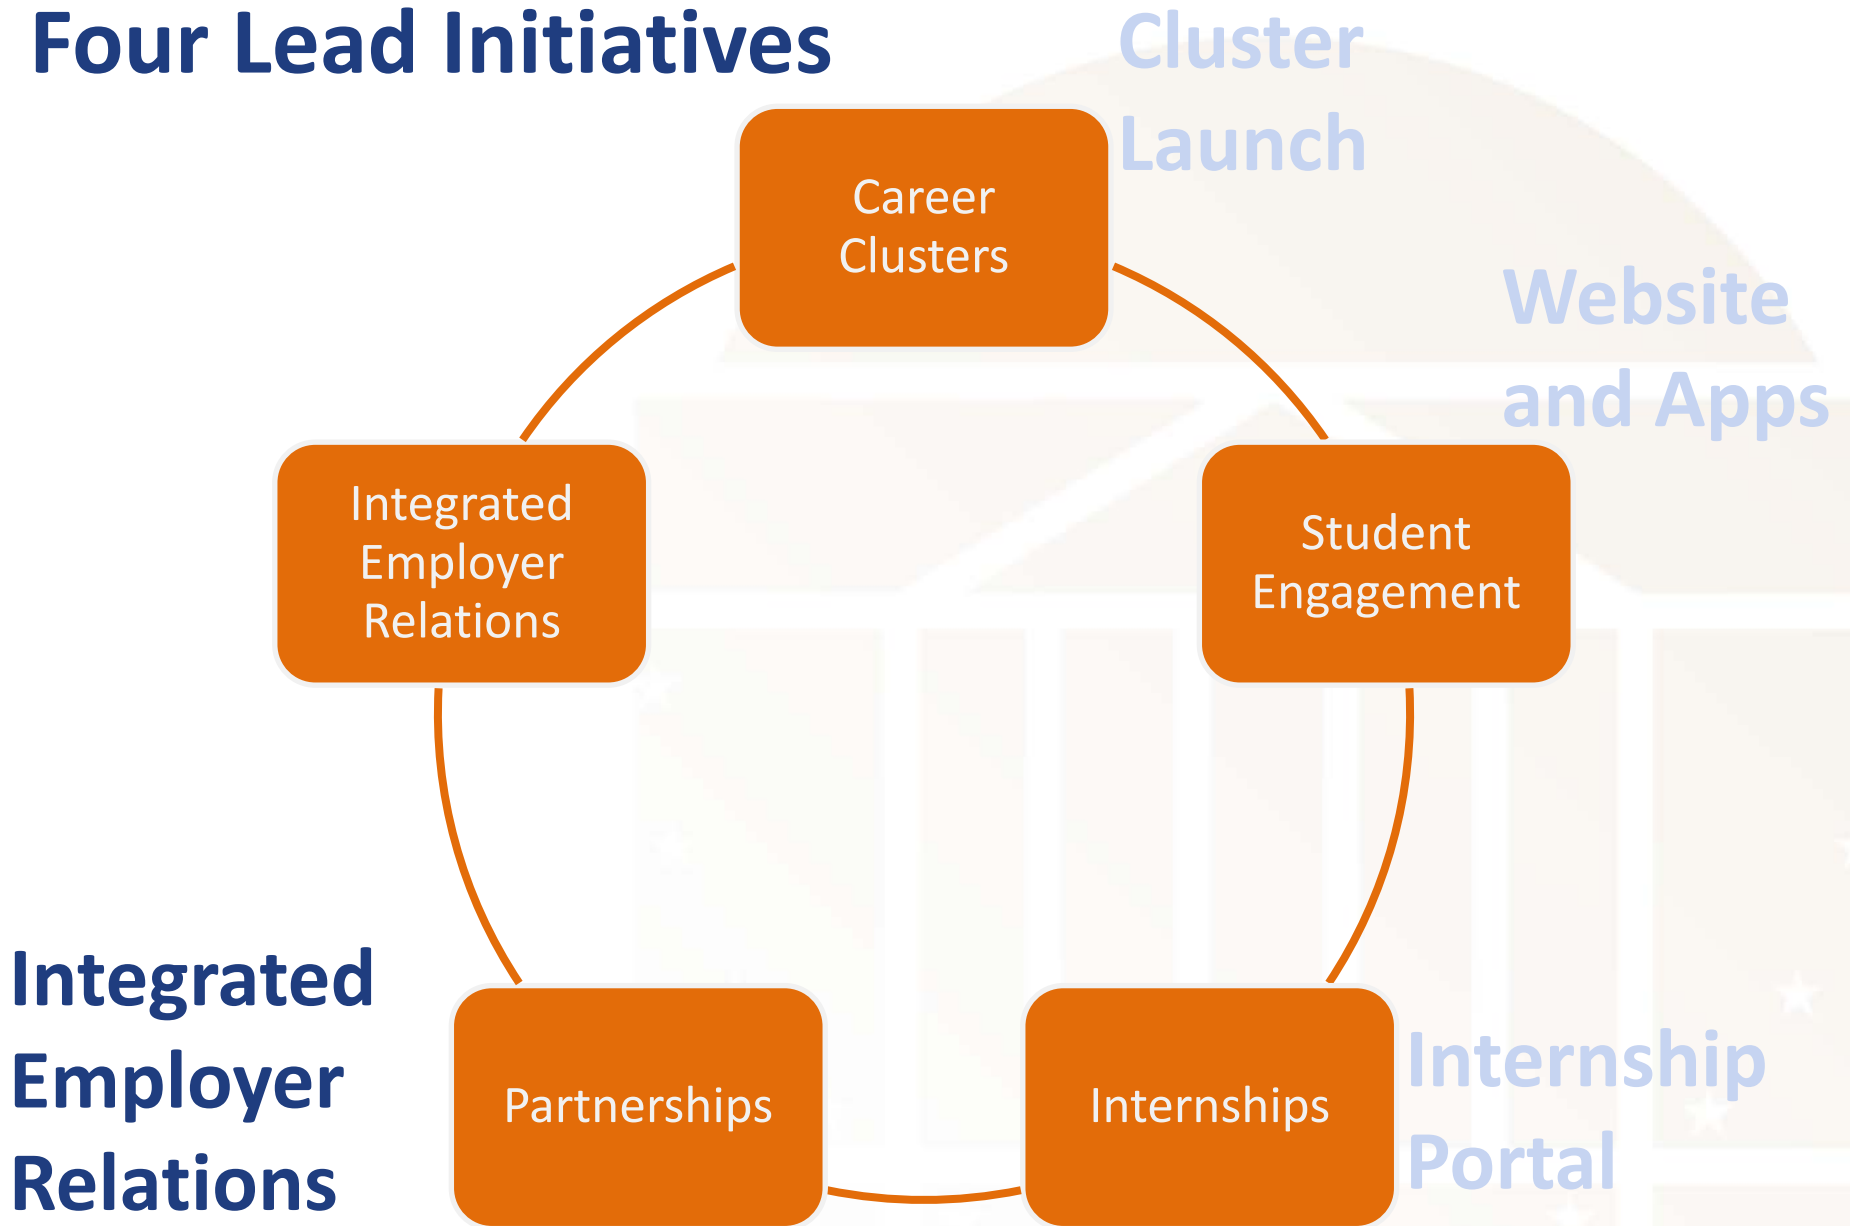 Four Lead Initiatives
Cluster
Launch
Career
Clusters
Website
and Apps
Integrated
Employer
Relations
Student
Engagement
Integrated
Employer
Relations
Partnerships
Internships
Internship
Portal